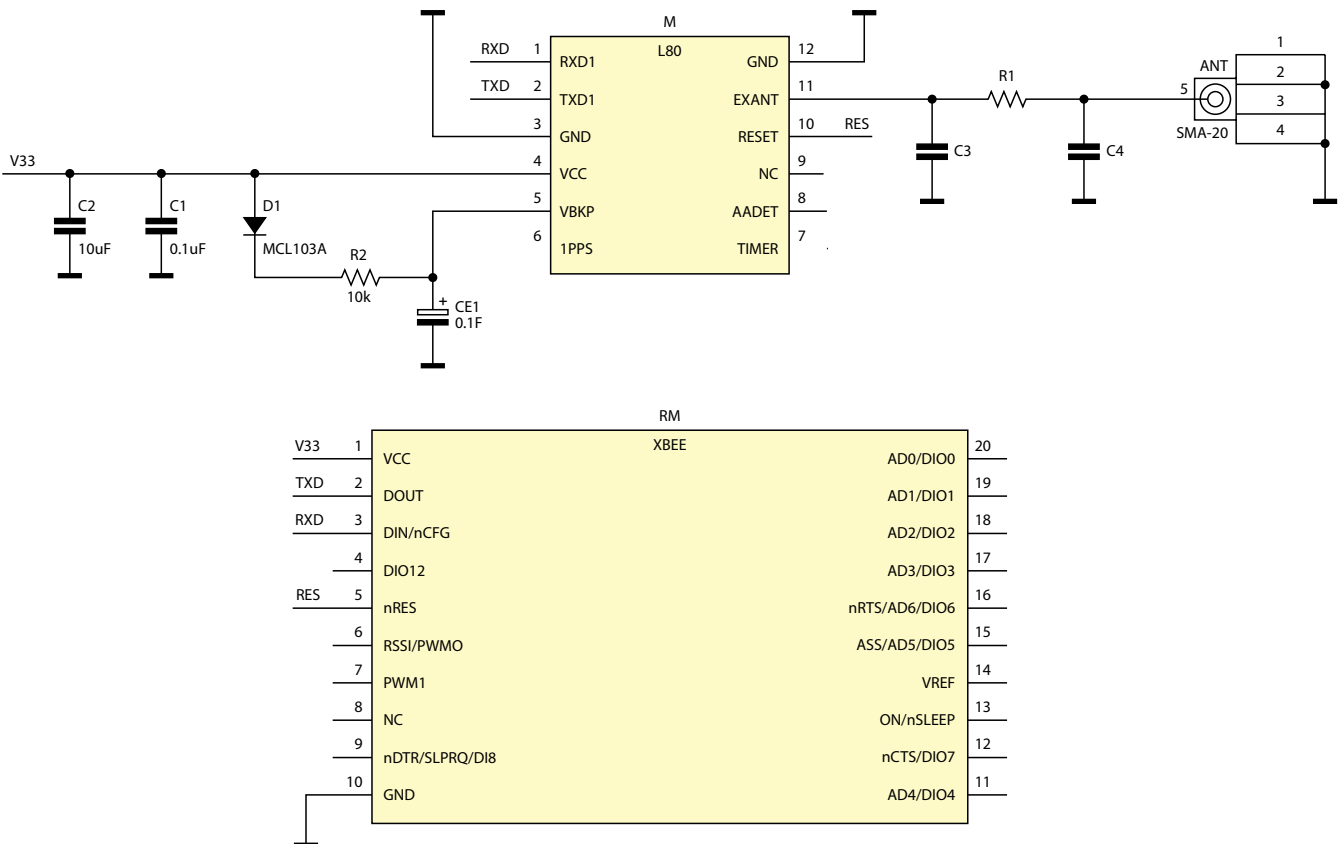 M
L80
RXD 1 RXD1
TXD 2 TXD1
3 GND
4 VCC
5 VBKP
6 1PPS
12 GND
11 EXANT
10 RESET RES
9 NC
8 AADET
7 TIMER
V33
C2
10uF
C1
0.1uF
D1
MCL103A
R2
10k
+
CE1
0.1F
C3
R1
C4
ANT
5
SMA-20
1
2
3
4
RM
XBEE
V33 1 VCC
TXD 2 DOUT
RXD 3 DIN/nCFG
4 DIO12
RES 5 nRES
6 RSSI/PWMO
7 PWM1
8 NC
9 nDTR/SLPRQ/DI8
10 GND
AD0/DIO0 20
AD1/DIO1 19
AD2/DIO2 18
AD3/DIO3 17
nRTS/AD6/DIO6 16
ASS/AD5/DIO5 15
VREF 14
ON/nSLEEP 13
nCTS/DIO7 12
AD4/DIO4 11